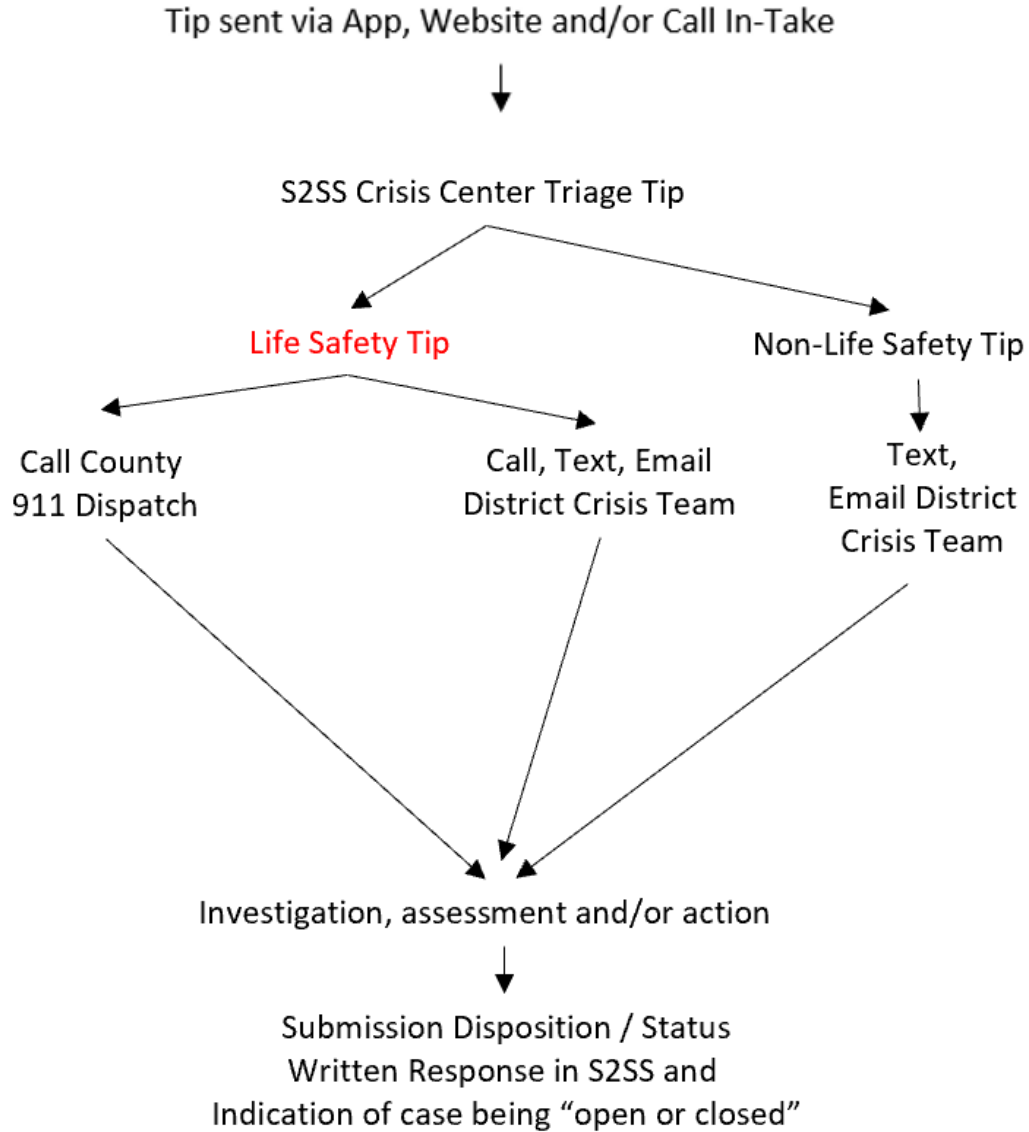 Tip sent via App, Website and/or Call In-Take
S2SS Crisis Center Triage Tip
Life Safety Tip
Non-Life Safety Tip
Call County
911 Dispatch
Call, Text, Email
District Crisis Team
Text,
Email District
Crisis Team
Investigation, assessment and/or action
Submission Disposition / Status
Written Response in S2SS and
Indication of case being “open or closed”